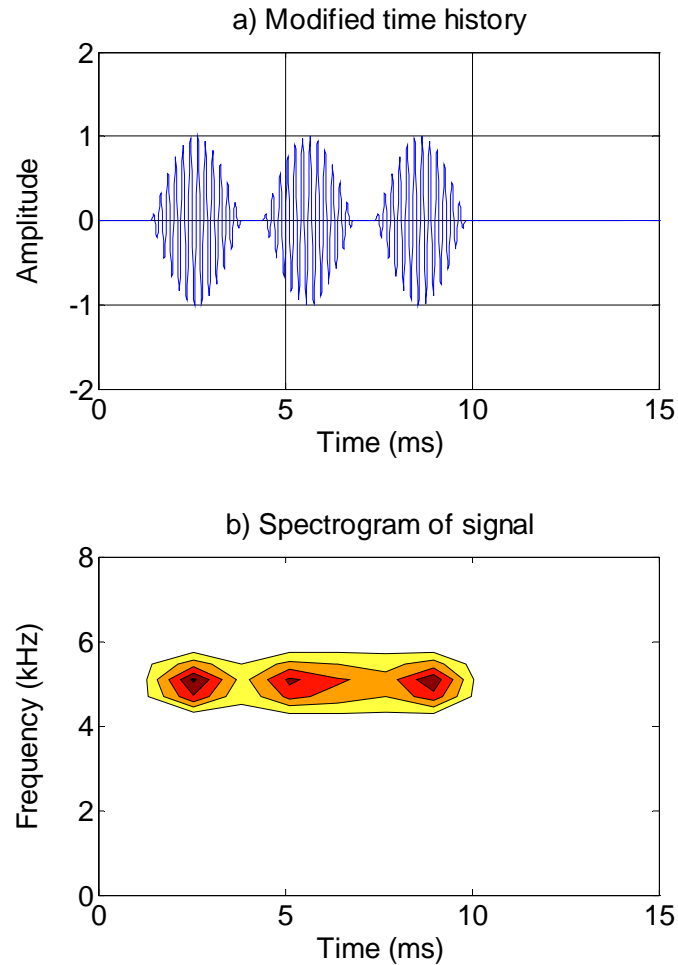 a) Modified time history
2
1
0
-1
-2
Amplitude
0 5 10 15
Time (ms)
b) Spectrogram of signal
8
6
4
2
0
Frequency (kHz)
0 5 10 15
Time (ms)